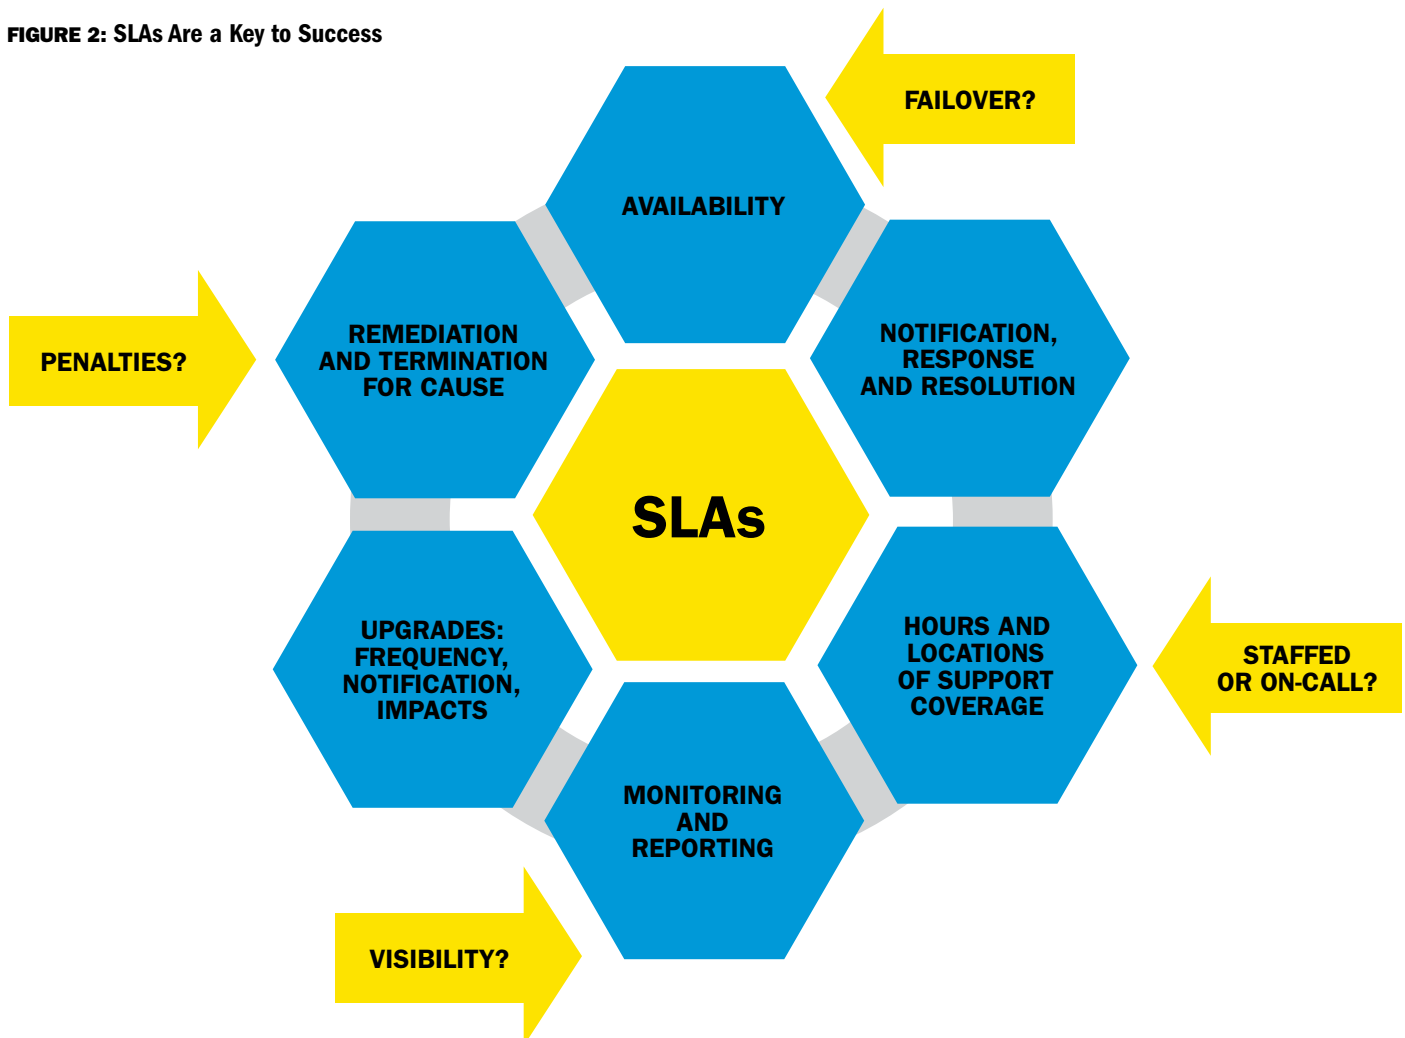 FIGURE 2: SLAs Are a Key to Success
FAILOVER?
AVAILABILITY
PENALTIES?
REMEDIATION
AND TERMINATION
FOR CAUSE
NOTIFICATION,
RESPONSE
AND RESOLUTION
SLAs
UPGRADES:
FREQUENCY,
NOTIFICATION,
IMPACTS
HOURS AND
LOCATIONS
OF SUPPORT
COVERAGE
STAFFED
OR ON-CALL?
MONITORING
AND
REPORTING
VISIBILITY?